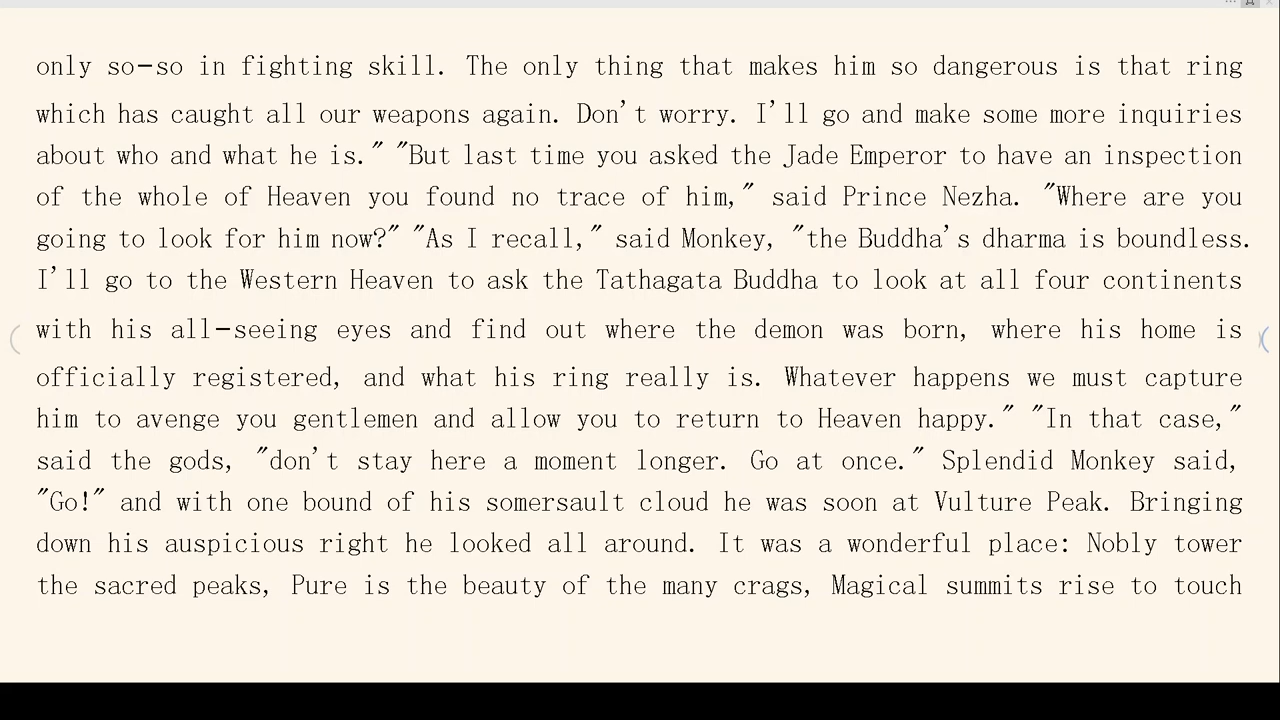 only so-so in fighting skill. The only thing that makes him so dangerous is that ring
which has caught all our weapons again. Don't worry. I'll go and make some more inquiries
about who and what he is." "But last time you asked the Jade Emperor to have an inspection
of the whole of Heaven you found no trace of him," said Prince Nezha. "Where are you
going to look for him now?" "As I recall," said Monkey, "the Buddha's dharma is boundless.
I'll go to the Western Heaven to ask the Tathagata Buddha to look at all four continents
with his all-seeing eyes and find out where the demon was born, where his home is
officially registered, and what his ring really is. Whatever happens we must capture
him to avenge you gentlemen and allow you to return to Heaven happy." "In that case,"
said the gods, "don't stay here a moment longer. Go at once." Splendid Monkey said,
"Go!" and with one bound of his somersault cloud he was soon at Vulture Peak. Bringing
down his auspicious right he looked all around. It was a wonderful place: Nobly tower
the sacred peaks, Pure is the beauty of the many crags, Magical summits rise to touch